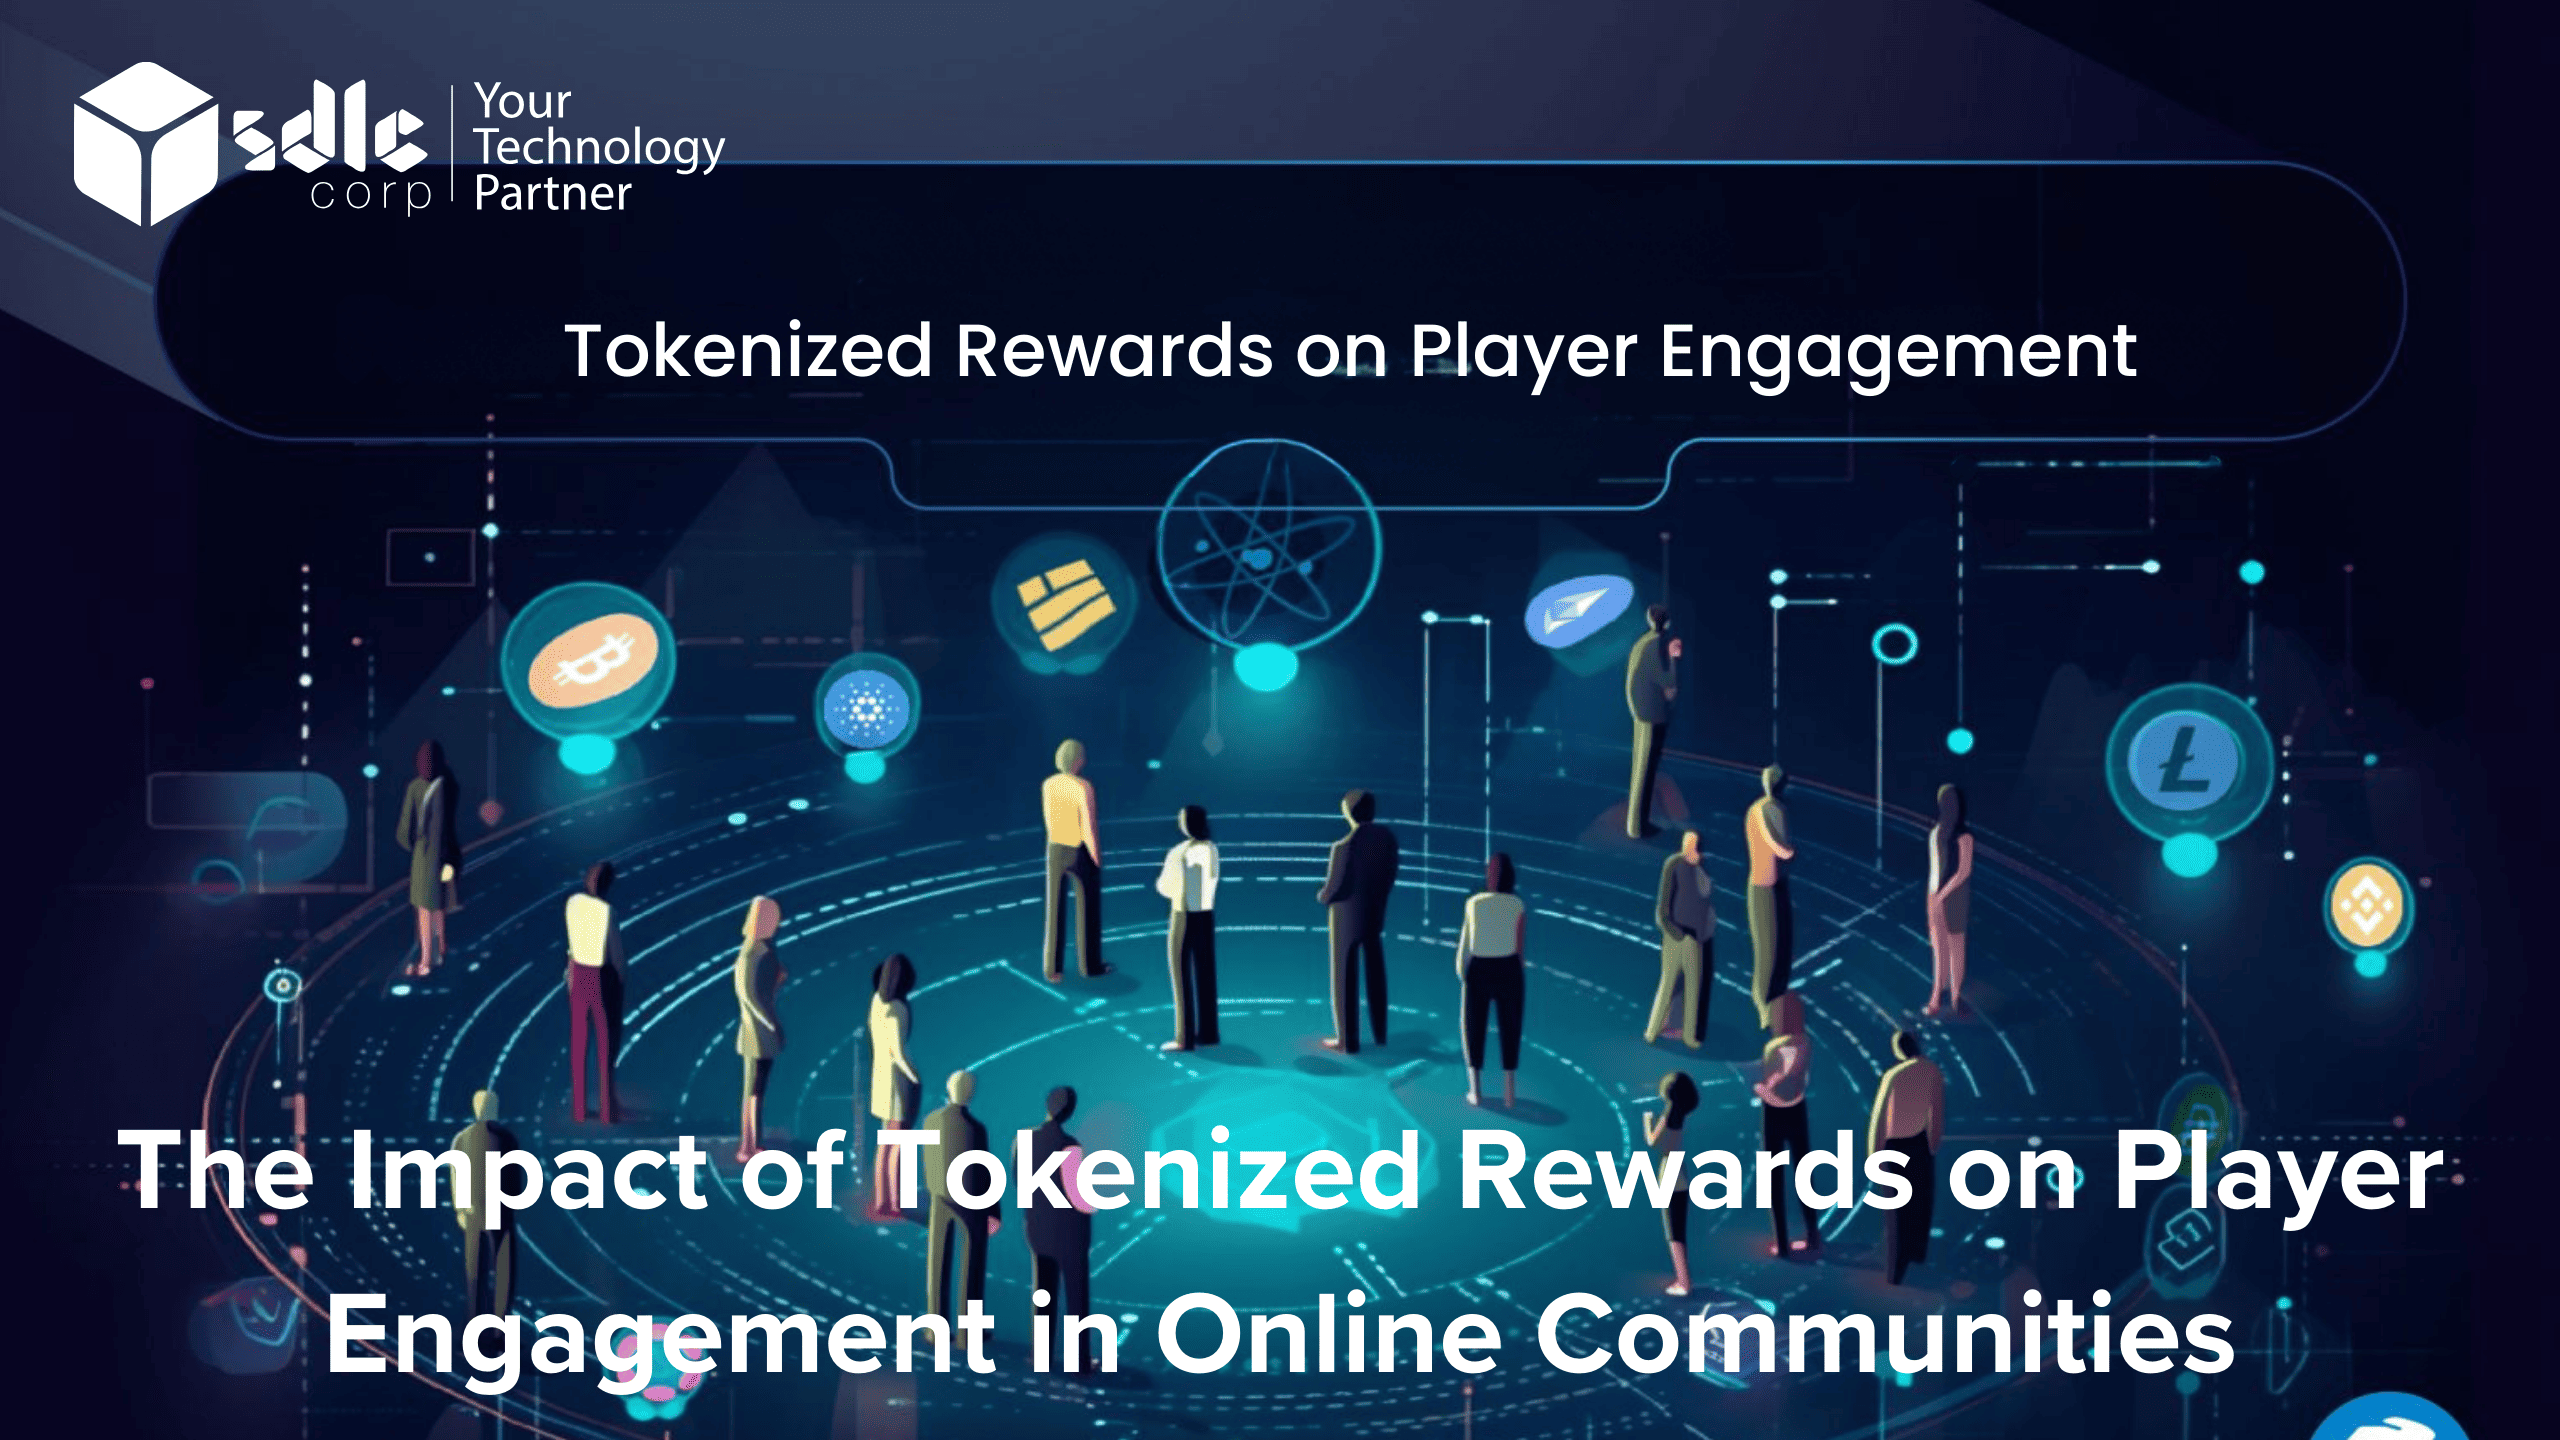 sdlc
corp
Your
Technology
Partner
Tokenized Rewards on Player Engagement
The Impact of Tokenized Rewards on Player
Engagement in Online Communities